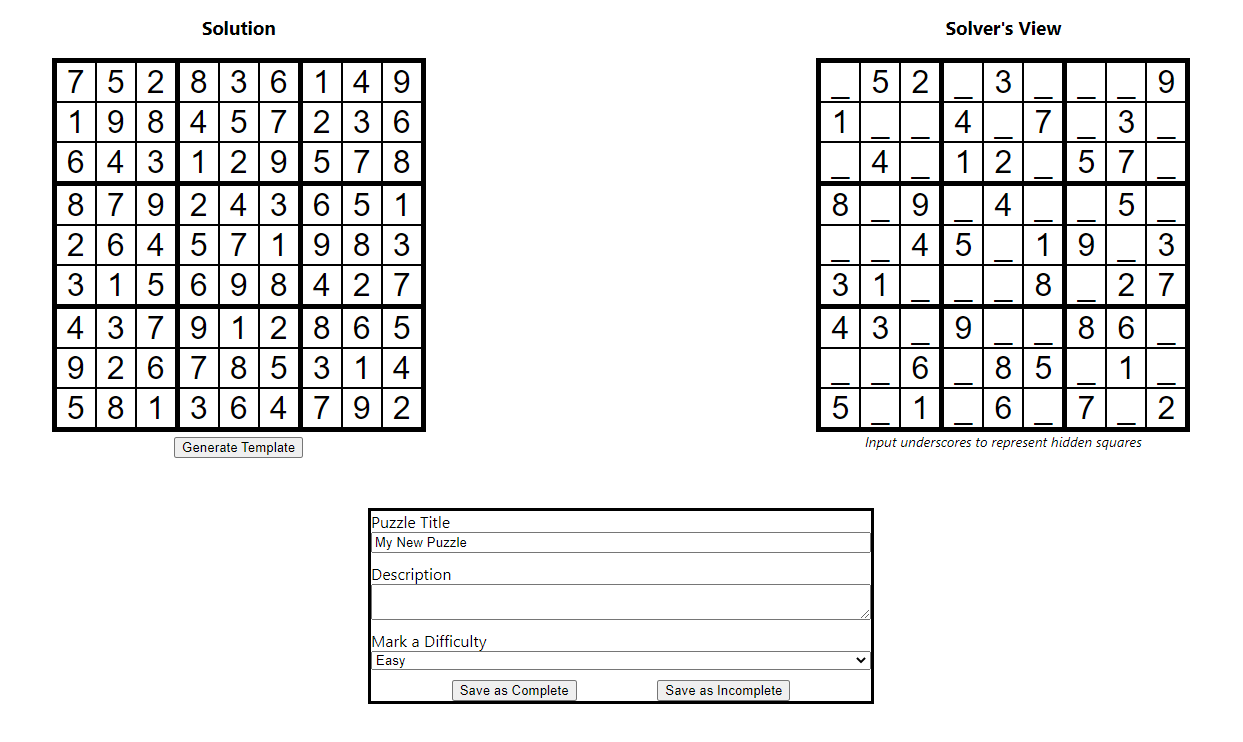 Solution
Solver's View
7 5 2 8 3 6 1 4 9
1 9 8 4 5 7 2 3 6
6 4 3 1 2 9 5 7 8
8 7 9 2 4 3 6 5 1
2 6 4 5 7 1 9 8 3
3 1 5 6 9 8 4 2 7
4 3 7 9 1 2 8 6 5
9 2 6 7 8 5 3 1 4
5 8 1 3 6 4 7 9 2
Generate Template
_ 5 2 _ 3 _ _ _ 9
1 _ _ 4 _ 7 _ 3 _
_ 4 _ 1 2 _ 5 7 _
8 _ 9 _ 4 _ _ 5 _
_ _ 4 5 _ 1 9 _ 3
3 1 _ _ _ 8 _ 2 7
4 3 _ 9 _ _ 8 6 _
_ _ 6 _ 8 5 _ 1 _
5 _ 1 _ 6 _ 7 _ 2
Input underscores to represent hidden squares
Puzzle Title
My New Puzzle
Description
Mark a Difficulty
Easy
Save as Complete
Save as Incomplete